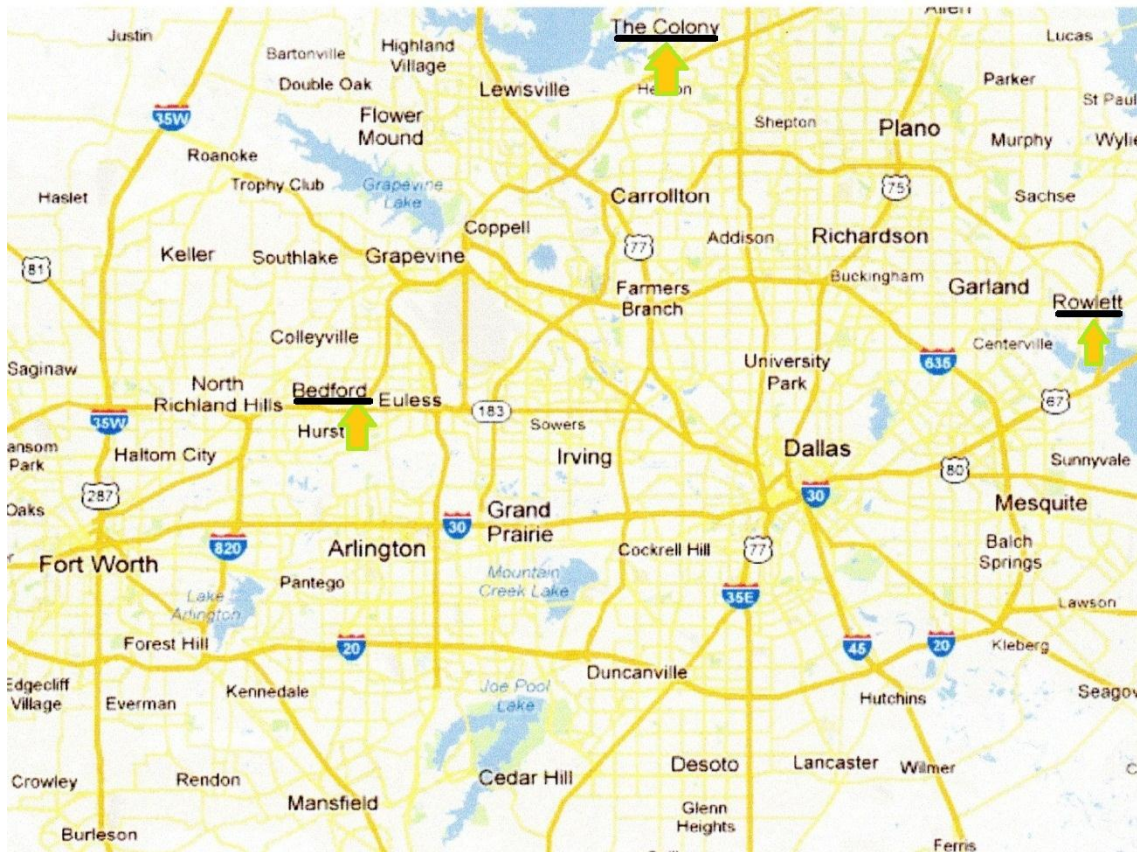 The Colony
Allen
Justin
Highland
Village
Lucas
Bartonville
Double Oak
Lewisville
Parker
St Paul
35W
Flower
Mound
Shepton
Plano
Murphy
Wylie
Roanoke
Trophy Club
Grapevine
Lake
Carrollton
75
Haslet
Sachse
Coppell
77
Addison
Richardson
Keller
Southlake
Grapevine
81
Buckingham
Farmers
Branch
Garland
Rowlett
Colleyville
Centerville
Saginaw
University
Park
635
North
Richland Hills
Bedford
Euless
183
67
35W
Hurst
Sowers
Dallas
Haltom City
Irving
ansom
Park
80
Sunnyvale
287
30
Oaks
Grand
Prairie
Mesquite
30
820
Arlington
Cockrell Hill
77
Balch
Springs
Fort Worth
Pantego
Mountain
Creek Lake
Lake
Arlington
35E
Lawson
Forest Hill
20
45
20
Kleberg
Duncanville
Edgecliff
Village
Everman
Kennedale
Joe Pool
Lake
Hutchins
Seagov
Crowley
Rendon
Cedar Hill
Desoto
Lancaster
Wilmer
Mansfield
Glenn
Heights
Burleson
Ferris